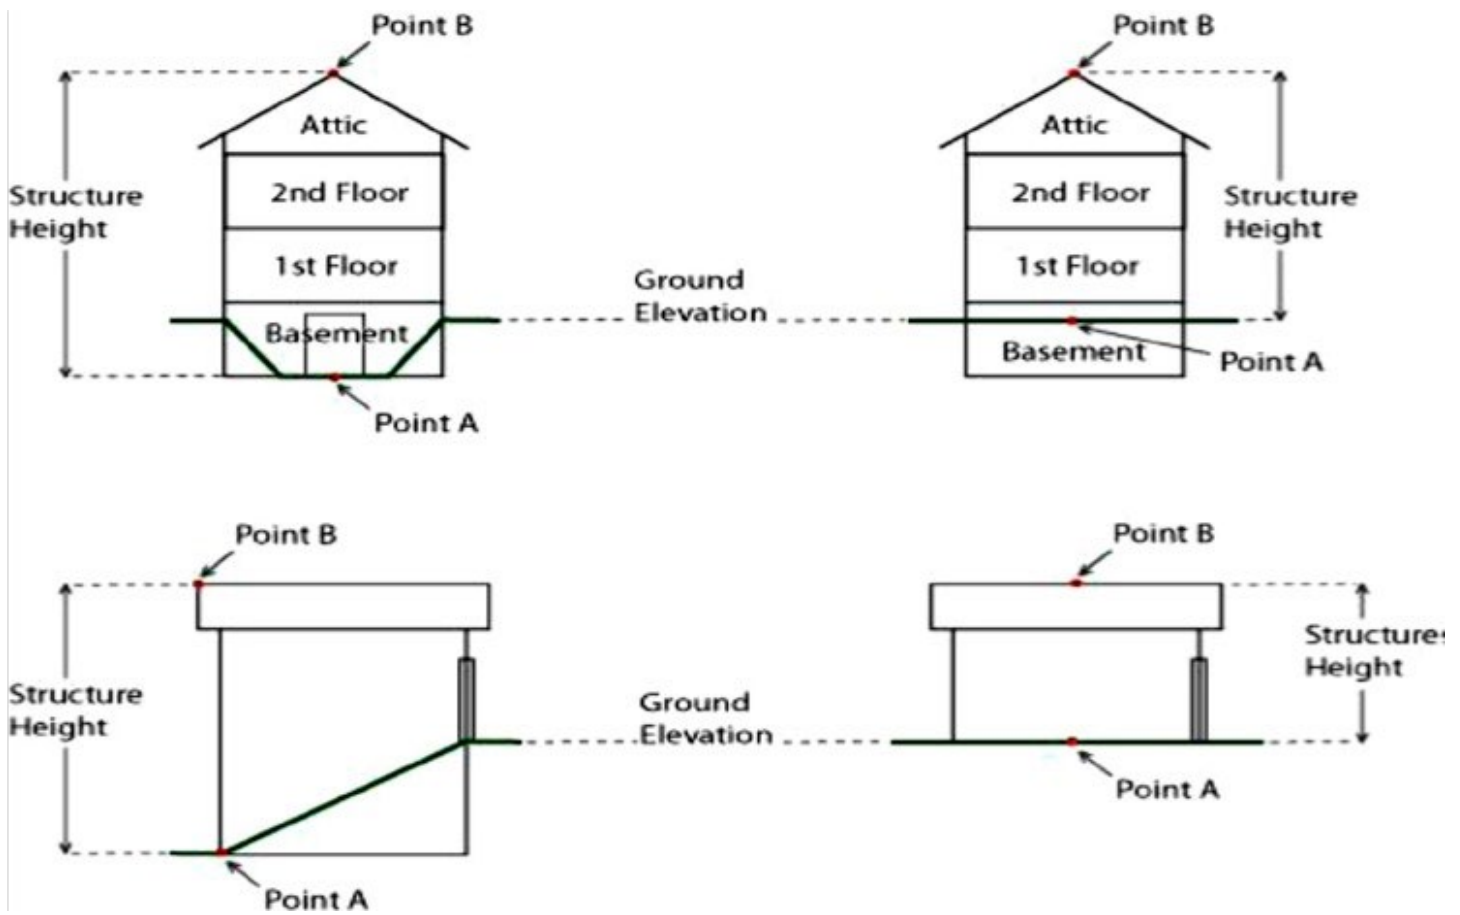 Point B
Point B
Attic
Attic
Structure
Height
2nd Floor
2nd Floor
Structure
Height
1st Floor
1st Floor
Ground
Elevation
Basement
Basement
Point A
Point A
Point B
Point B
Structures
Height
Structure
Height
Ground
Elevation
Point A
Point A